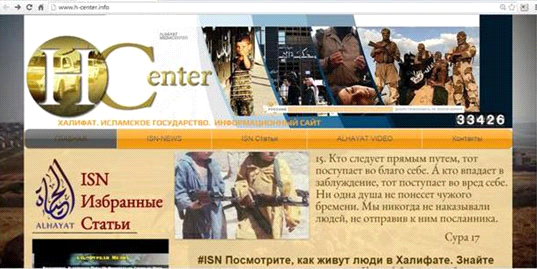 www.h-center.info
ALHAYAT
MEDIACENTER
HCenter
33426
ХАЛИФАТ. ИСЛАМСКОЕ ГОСУДАРСТВО. ИНФОРМАЦИОННЫЙ САЙТ
ГЛАВНАЯ ISN-NEWS ISN Статьи ALHAYAT VIDEO Контакты
ISN
Избранные
Статьи
الحياة
ALHAYAT
15. Кто следует прямым путем, тот
поступает во благо себе. А кто впадает в
заблуждение, тот поступает во вред себе.
Ни одна душа не понесет чужого
бремени. Мы никогда не наказывали
людей, не отправив к ним посланника.
Сура 17
#ISN Посмотрите, как живут люди в Халифате. Знайте